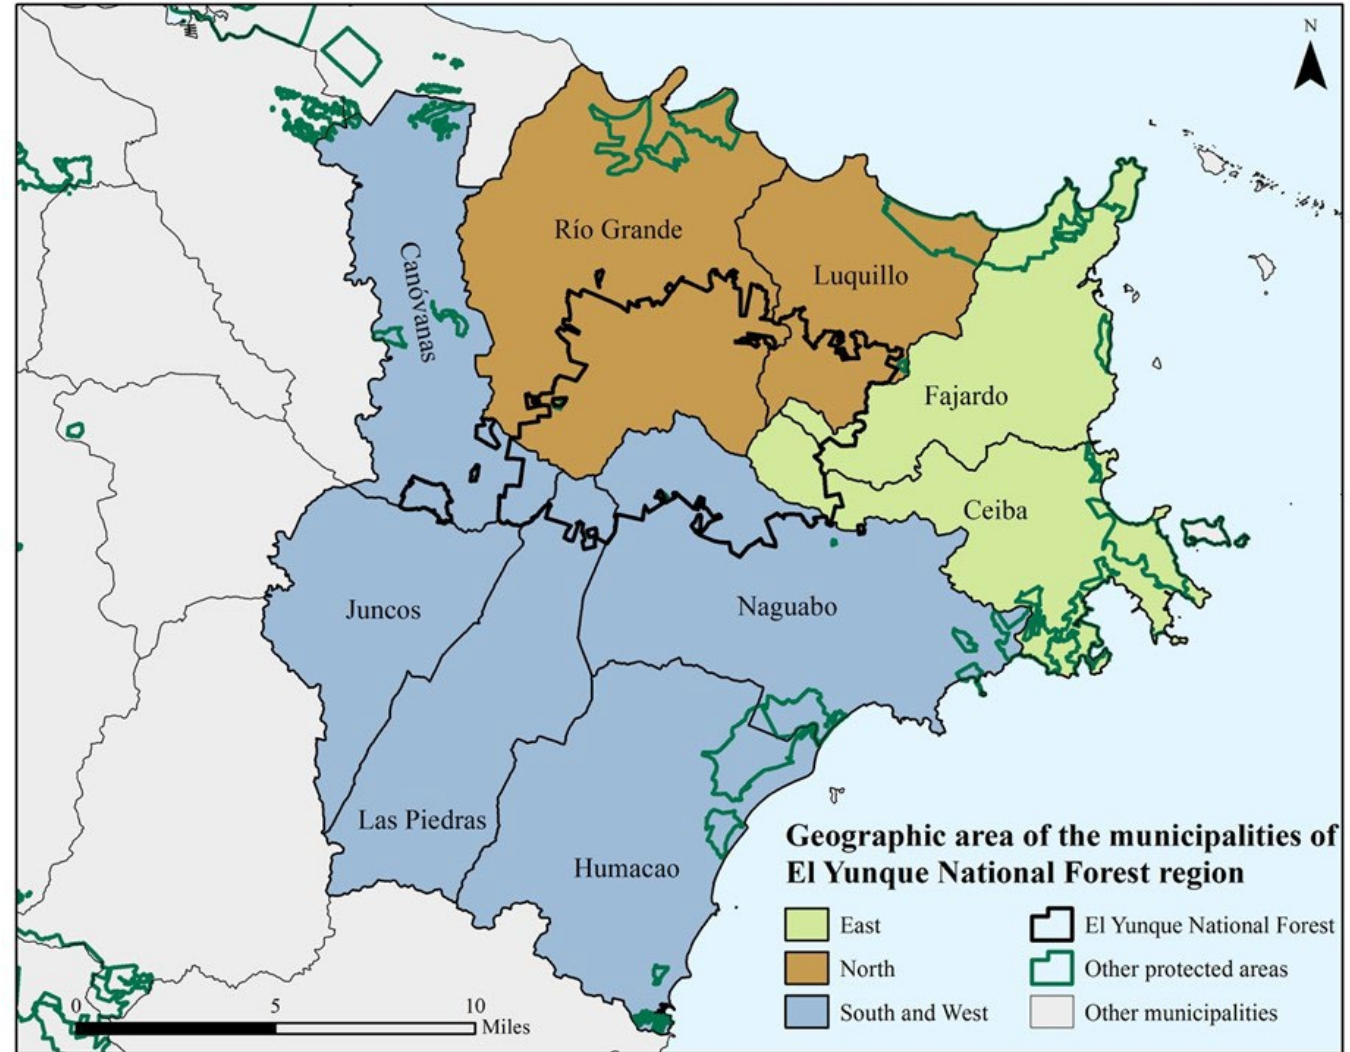 N
Río Grande
Luquillo
Canóvanas
Fajardo
Ceiba
Juncos
Naguabo
Las Piedras
Humacao
Geographic area of the municipalities of
El Yunque National Forest region
East
El Yunque National Forest
North
Other protected areas
South and West
Other municipalities
0 5 10
Miles